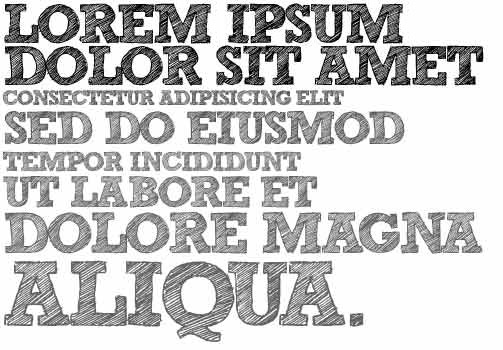 LOREM IPSUM
DOLOR SIT AMET
CONSECTETUR ADIPISICING ELIT
SED DO EIUSMOD
TEMPOR INCIDIDUNT
UT LABORE ET
DOLORE MAGNA
ALIQUA.